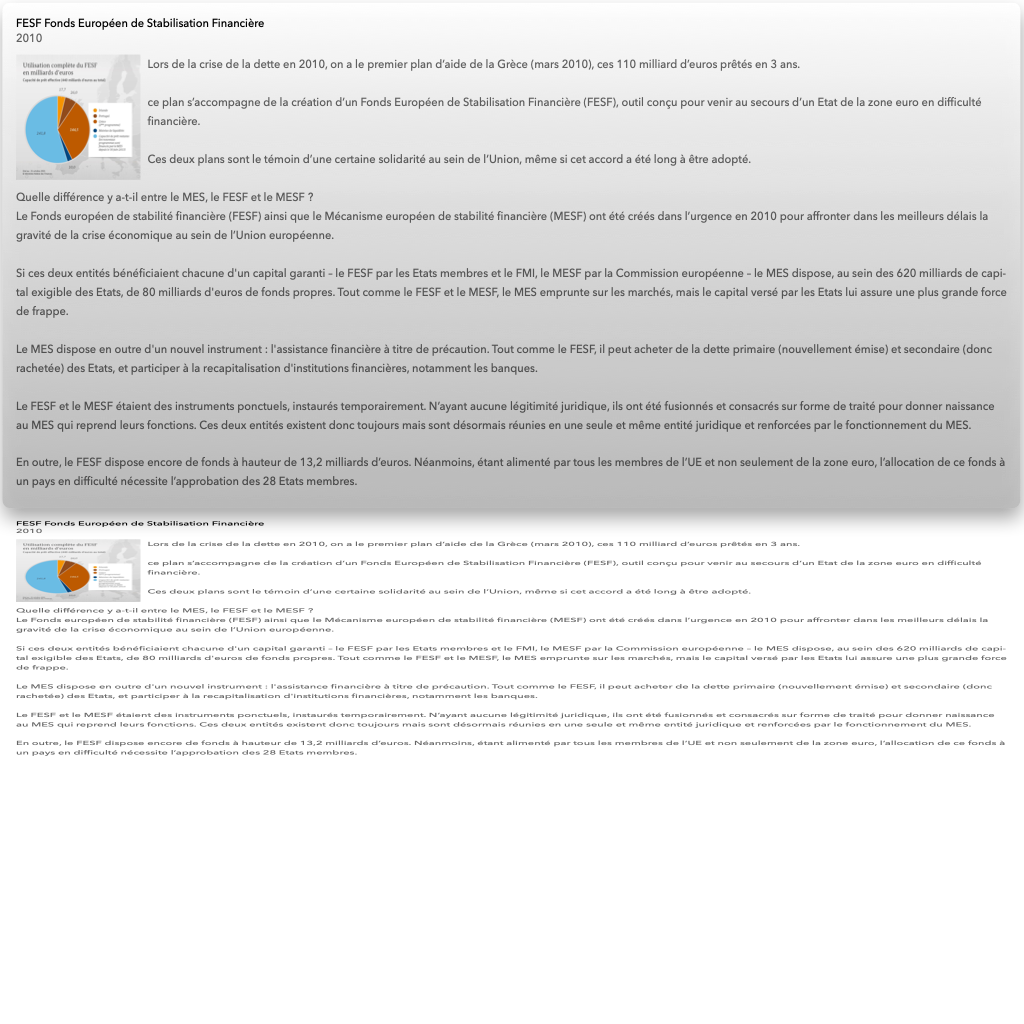 FESF Fonds Européen de Stabilisation Financière
2010
Utilisation complète du FESF
en milliards d'euros
Lors de la crise de la dette en 2010, on a le premier plan d’aide de la Grèce (mars 2010), ces 110 milliard d’euros prêtés en 3 ans.
ce plan s’accompagne de la création d’un Fonds Européen de Stabilisation Financière (FESF), outil conçu pour venir au secours d’un Etat de la zone euro en difficulté
financière.
Ces deux plans sont le témoin d’une certaine solidarité au sein de l’Union, même si cet accord a été long à être adopté.
Quelle différence y a-t-il entre le MES, le FESF et le MESF ?
Le Fonds européen de stabilité financière (FESF) ainsi que le Mécanisme européen de stabilité financière (MESF) ont été créés dans l’urgence en 2010 pour affronter dans les meilleurs délais la
gravité de la crise économique au sein de l’Union européenne.
Si ces deux entités bénéficiaient chacune d'un capital garanti – le FESF par les Etats membres et le FMI, le MESF par la Commission européenne – le MES dispose, au sein des 620 milliards de capi-
tal exigible des Etats, de 80 milliards d'euros de fonds propres. Tout comme le FESF et le MESF, le MES emprunte sur les marchés, mais le capital versé par les Etats lui assure une plus grande force
de frappe.
Le MES dispose en outre d'un nouvel instrument : l'assistance financière à titre de précaution. Tout comme le FESF, il peut acheter de la dette primaire (nouvellement émise) et secondaire (donc
rachetée) des Etats, et participer à la recapitalisation d'institutions financières, notamment les banques.
Le FESF et le MESF étaient des instruments ponctuels, instaurés temporairement. N’ayant aucune légitimité juridique, ils ont été fusionnés et consacrés sur forme de traité pour donner naissance
au MES qui reprend leurs fonctions. Ces deux entités existent donc toujours mais sont désormais réunies en une seule et même entité juridique et renforcées par le fonctionnement du MES.
En outre, le FESF dispose encore de fonds à hauteur de 13,2 milliards d’euros. Néanmoins, étant alimenté par tous les membres de l’UE et non seulement de la zone euro, l’allocation de ce fonds à
un pays en difficulté nécessite l’approbation des 28 Etats membres.
FESF Fonds Européen de Stabilisation Financière
2010
Utilisation complète du FESF
en milliards d'euros
Lors de la crise de la dette en 2010, on a le premier plan d’aide de la Grèce (mars 2010), ces 110 milliard d’euros prêtés en 3 ans.
ce plan s’accompagne de la création d’un Fonds Européen de Stabilisation Financière (FESF), outil conçu pour venir au secours d’un Etat de la zone euro en difficulté
financière.
Ces deux plans sont le témoin d’une certaine solidarité au sein de l’Union, même si cet accord a été long à être adopté.
Quelle différence y a-t-il entre le MES, le FESF et le MESF ?
Le Fonds européen de stabilité financière (FESF) ainsi que le Mécanisme européen de stabilité financière (MESF) ont été créés dans l’urgence en 2010 pour affronter dans les meilleurs délais la
gravité de la crise économique au sein de l’Union européenne.
Si ces deux entités bénéficiaient chacune d'un capital garanti – le FESF par les Etats membres et le FMI, le MESF par la Commission européenne – le MES dispose, au sein des 620 milliards de capi-
tal exigible des Etats, de 80 milliards d'euros de fonds propres. Tout comme le FESF et le MESF, le MES emprunte sur les marchés, mais le capital versé par les Etats lui assure une plus grande force
de frappe.
Le MES dispose en outre d'un nouvel instrument : l'assistance financière à titre de précaution. Tout comme le FESF, il peut acheter de la dette primaire (nouvellement émise) et secondaire (donc
rachetée) des Etats, et participer à la recapitalisation d'institutions financières, notamment les banques.
Le FESF et le MESF étaient des instruments ponctuels, instaurés temporairement. N’ayant aucune légitimité juridique, ils ont été fusionnés et consacrés sur forme de traité pour donner naissance
au MES qui reprend leurs fonctions. Ces deux entités existent donc toujours mais sont désormais réunies en une seule et même entité juridique et renforcées par le fonctionnement du MES.
En outre, le FESF dispose encore de fonds à hauteur de 13,2 milliards d’euros. Néanmoins, étant alimenté par tous les membres de l’UE et non seulement de la zone euro, l’allocation de ce fonds à
un pays en difficulté nécessite l’approbation des 28 Etats membres.